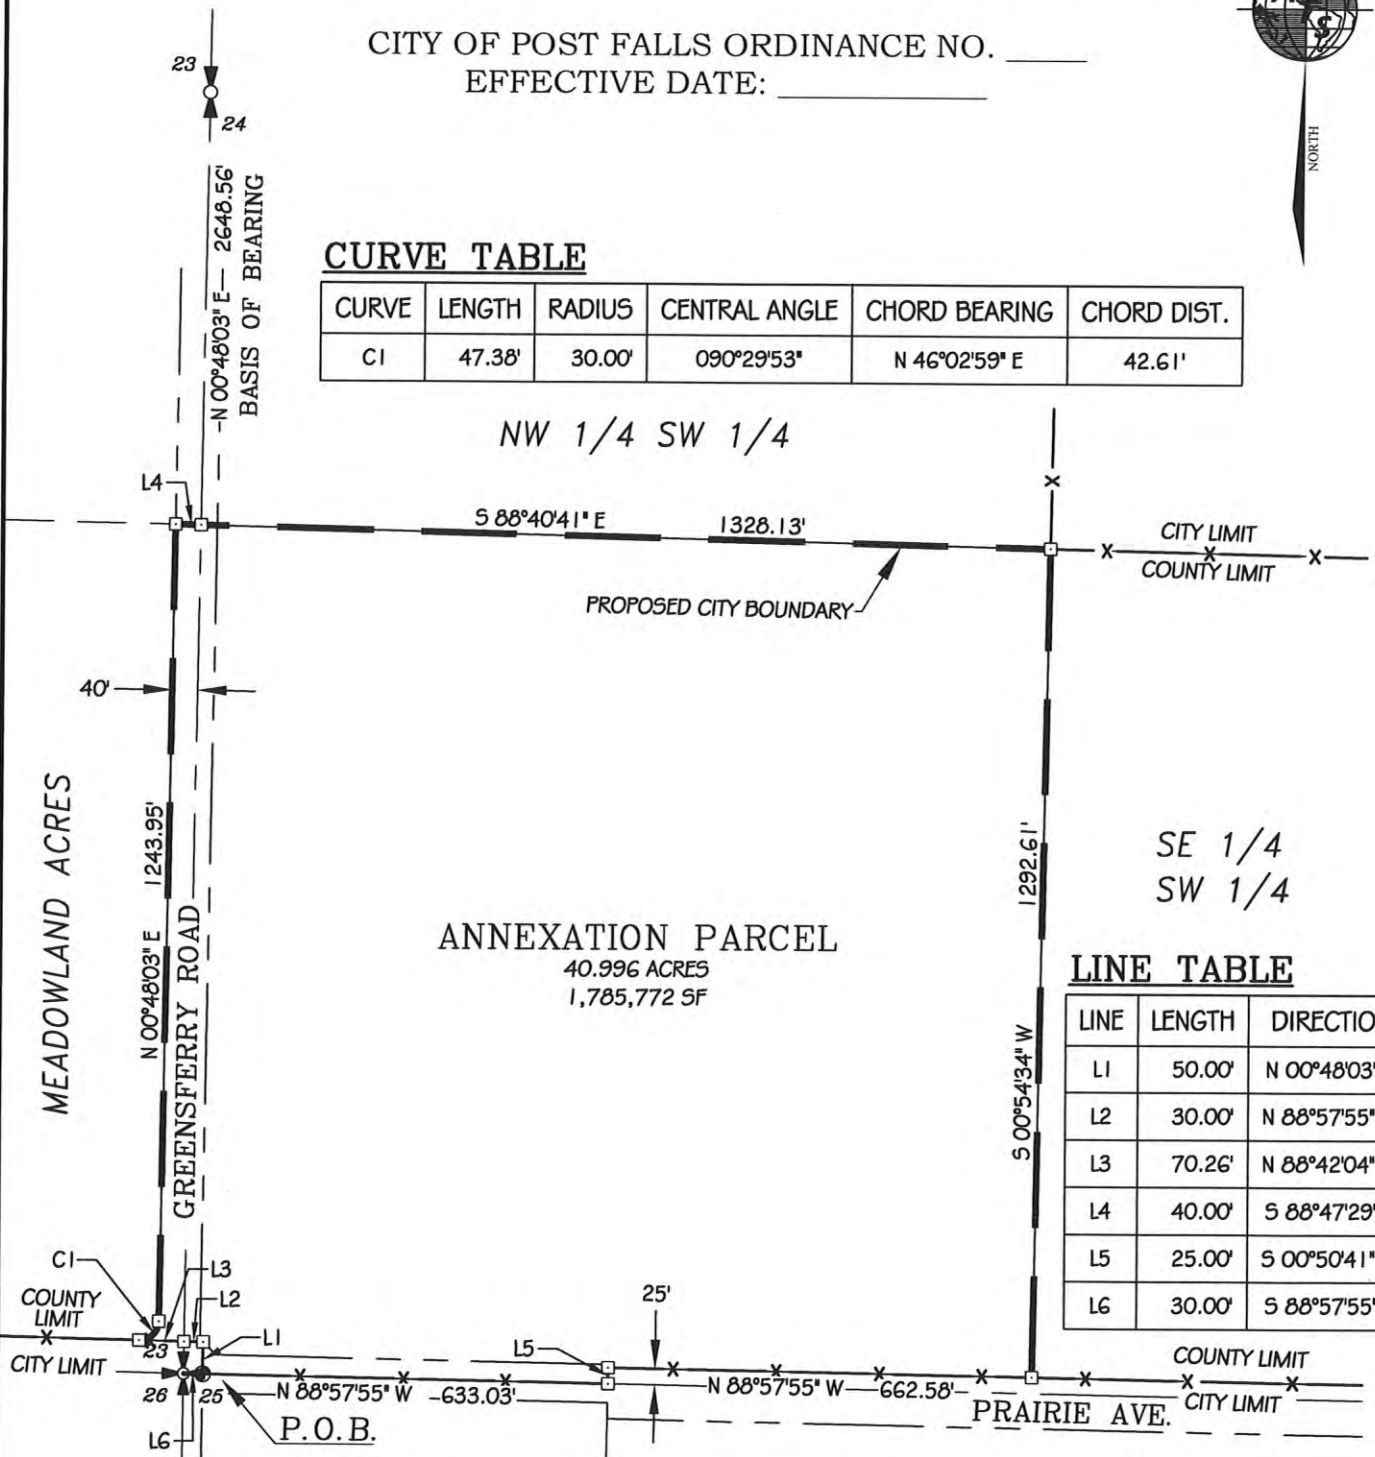 CITY OF POST FALLS ORDINANCE NO. ______
EFFECTIVE DATE: ______________
23
24
NORTH
N 00°48'03" E 2648.56'
BASIS OF BEARING
CURVE TABLE
CURVE LENGTH RADIUS CENTRAL ANGLE CHORD BEARING CHORD DIST.
C1 47.38' 30.00' 090°29'53" N 46°02'59" E 42.61'
NW 1/4 SW 1/4
L4
S 88°40'41" E 1328.13'
CITY LIMIT
COUNTY LIMIT
PROPOSED CITY BOUNDARY
40'
MEADOWLAND ACRES
N 00°48'03" E 1243.95'
GREENSFERRY ROAD
ANNEXATION PARCEL
40.996 ACRES
1,785,772 SF
S 00°54'34" W 1292.61'
SE 1/4
SW 1/4
LINE TABLE
LINE LENGTH DIRECTIO
L1 50.00' N 00°48'03"
L2 30.00' N 88°57'55"
L3 70.26' N 88°42'04"
L4 40.00' S 88°47'29"
L5 25.00' S 00°50'41"
L6 30.00' S 88°57'55"
C1
L3
L2
L1
COUNTY
LIMIT
CITY LIMIT
23
26 25
L6
P.O.B.
N 88°57'55" W 633.03'
L5
25'
N 88°57'55" W 662.58'
PRAIRIE AVE.
COUNTY LIMIT
CITY LIMIT